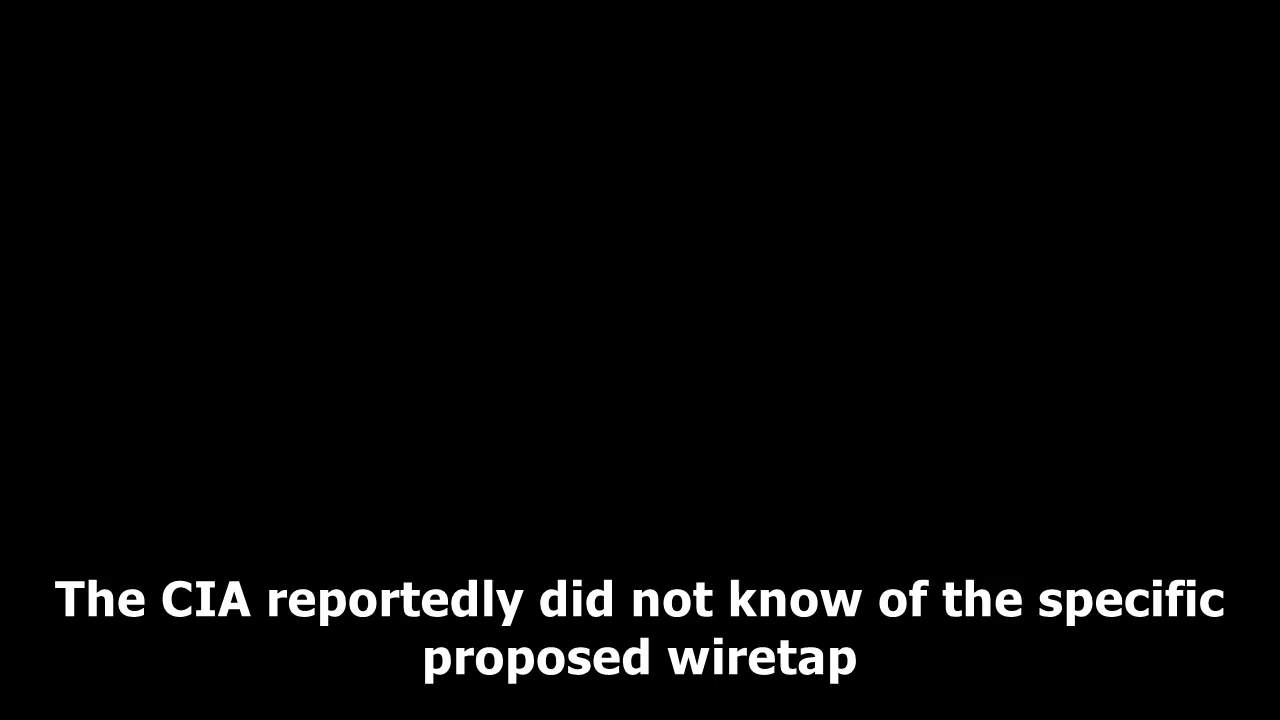 The CIA reportedly did not know of the specific
proposed wiretap